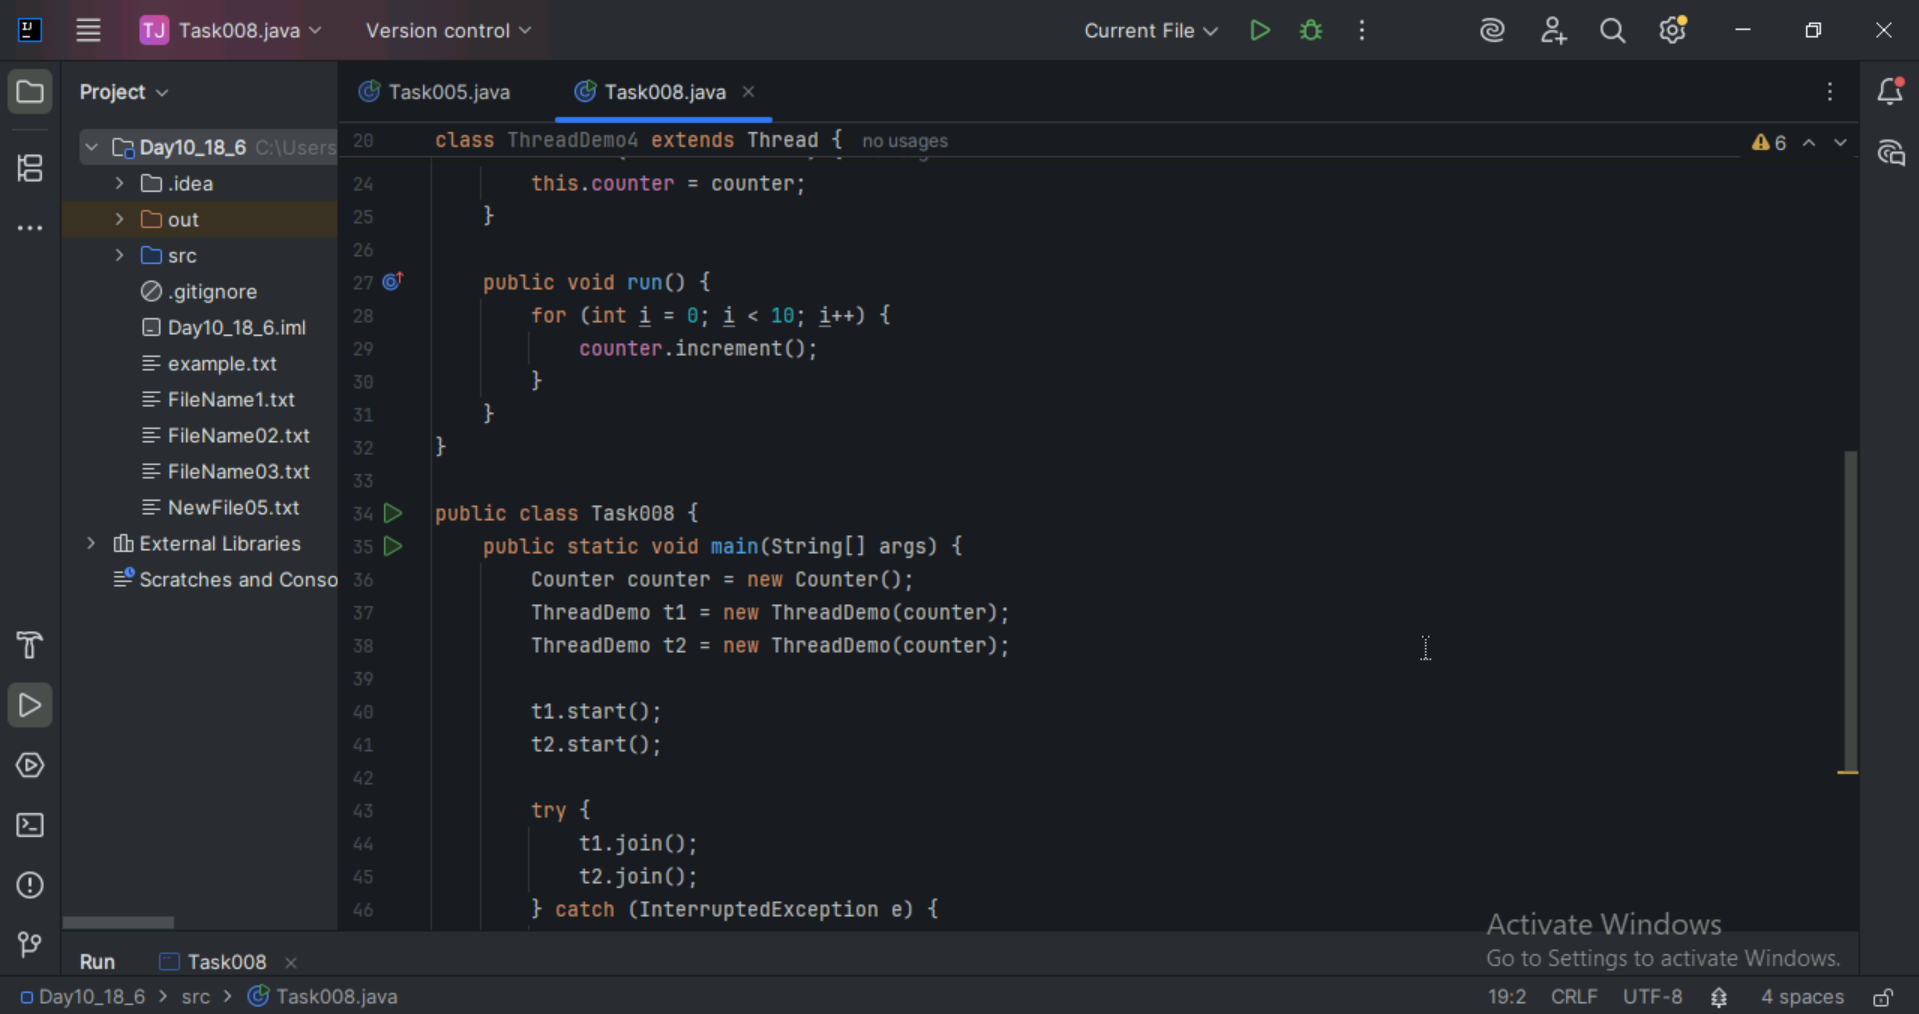 TJ Task008.java Version control Current File
Project
Task005.java Task008.java
Day10_18_6 C:\Users
.idea
out
src
.gitignore
Day10_18_6.iml
example.txt
FileName1.txt
FileName02.txt
FileName03.txt
NewFile05.txt
External Libraries
Scratches and Conso
20 class ThreadDemo4 extends Thread { no usages
6
24 this.counter = counter;
25 }
26
27 public void run() {
28 for (int i = 0; i < 10; i++) {
29 counter.increment();
30 }
31 }
32 }
33
34 public class Task008 {
35 public static void main(String[] args) {
36 Counter counter = new Counter();
37 ThreadDemo t1 = new ThreadDemo(counter);
38 ThreadDemo t2 = new ThreadDemo(counter);
39
40 t1.start();
41 t2.start();
42
43 try {
44 t1.join();
45 t2.join();
46 } catch (InterruptedException e) {
Activate Windows
Go to Settings to activate Windows.
Run Task008
Day10_18_6 > src > Task008.java 19:2 CRLF UTF-8 4 spaces